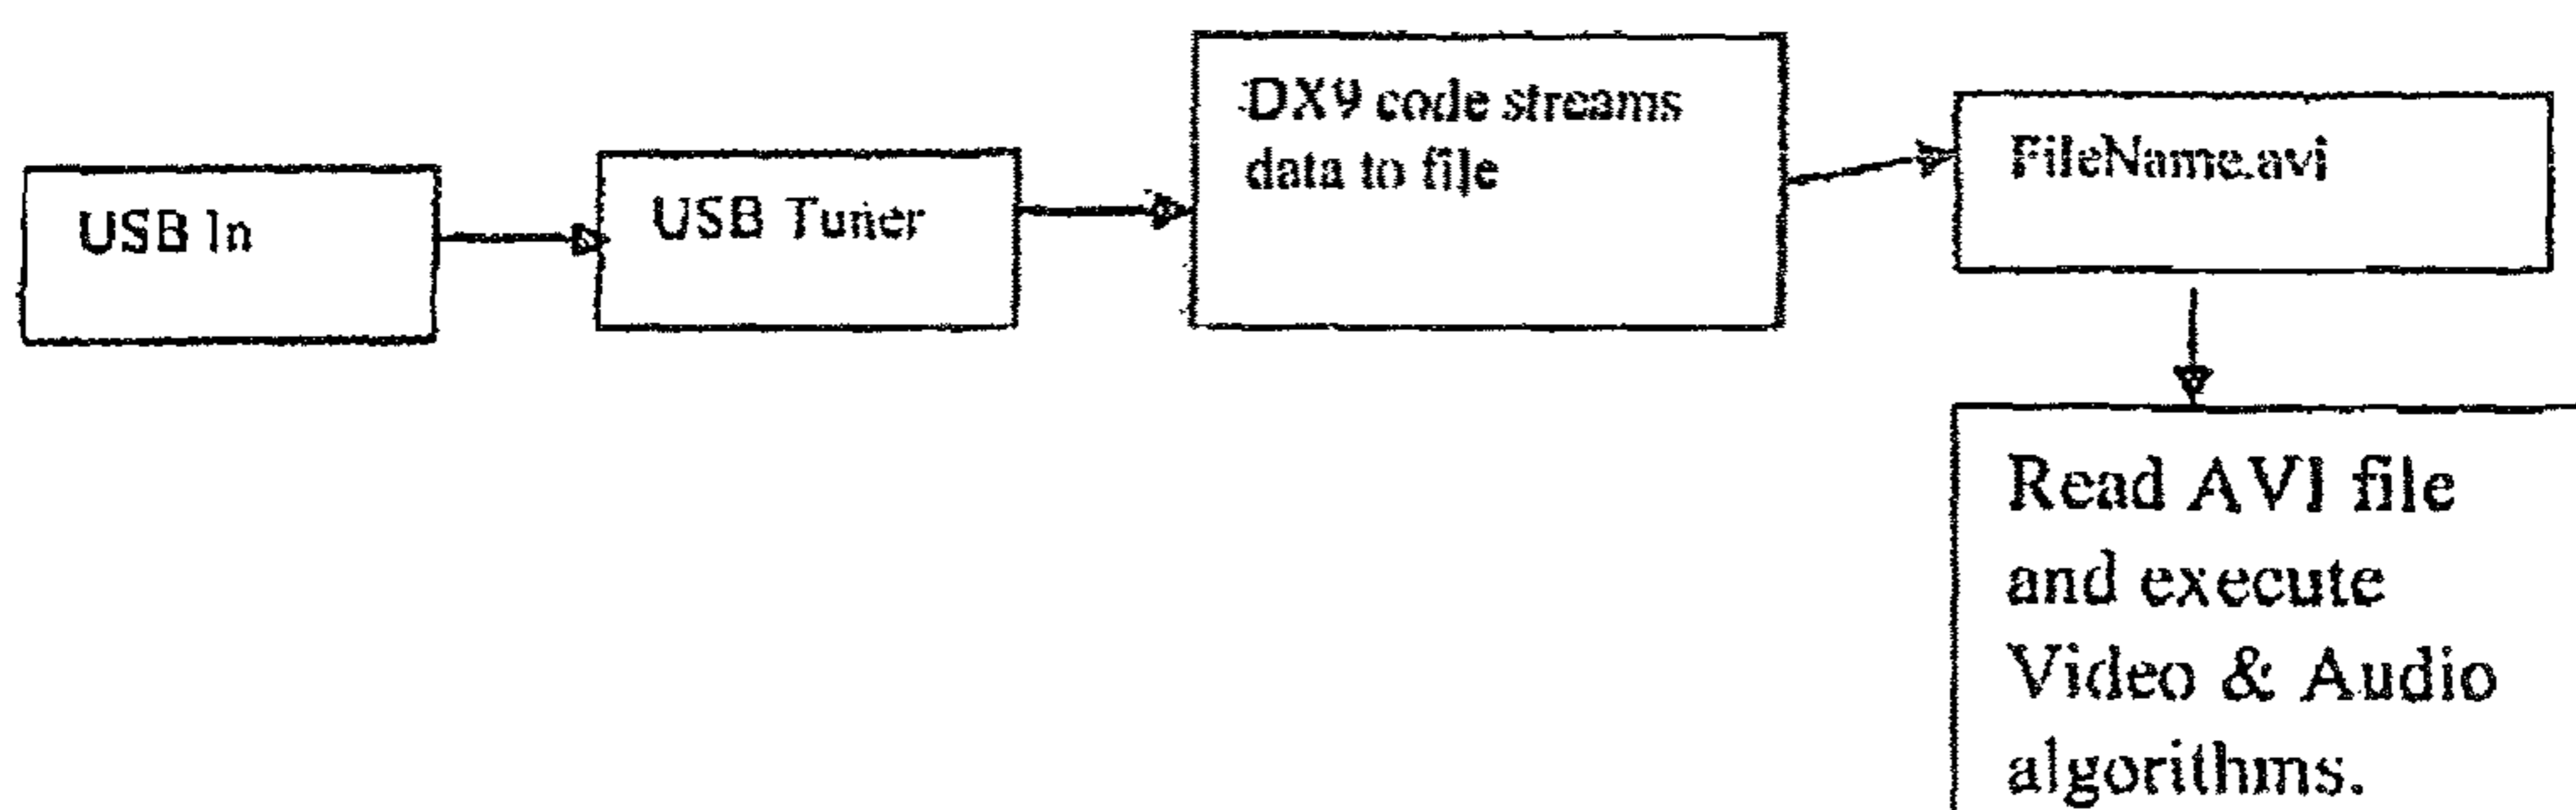 USB In
USB Tuner
DX9 code streams
data to file
FileName.avi
Read AVI file
and execute
Video & Audio
algorithms.